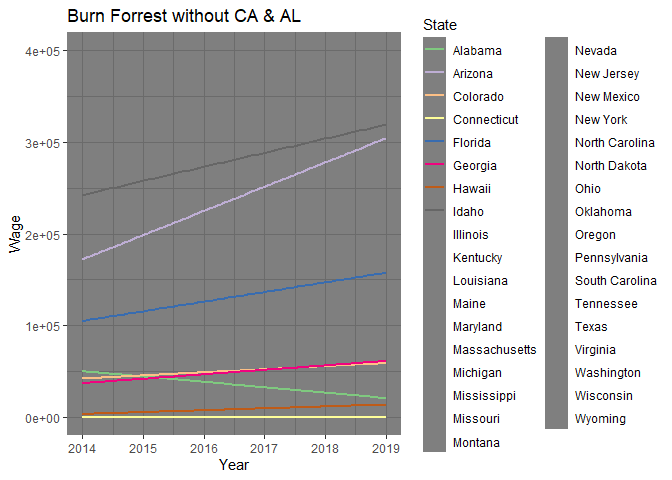 Burn Forrest without CA & AL
4e+05
3e+05
2e+05
1e+05
0e+00
Wage
2014 2015 2016 2017 2018 2019
Year
State
Alabama
Arizona
Colorado
Connecticut
Florida
Georgia
Hawaii
Idaho
Illinois
Kentucky
Louisiana
Maine
Maryland
Massachusetts
Michigan
Mississippi
Missouri
Montana
Nevada
New Jersey
New Mexico
New York
North Carolina
North Dakota
Ohio
Oklahoma
Oregon
Pennsylvania
South Carolina
Tennessee
Texas
Virginia
Washington
Wisconsin
Wyoming